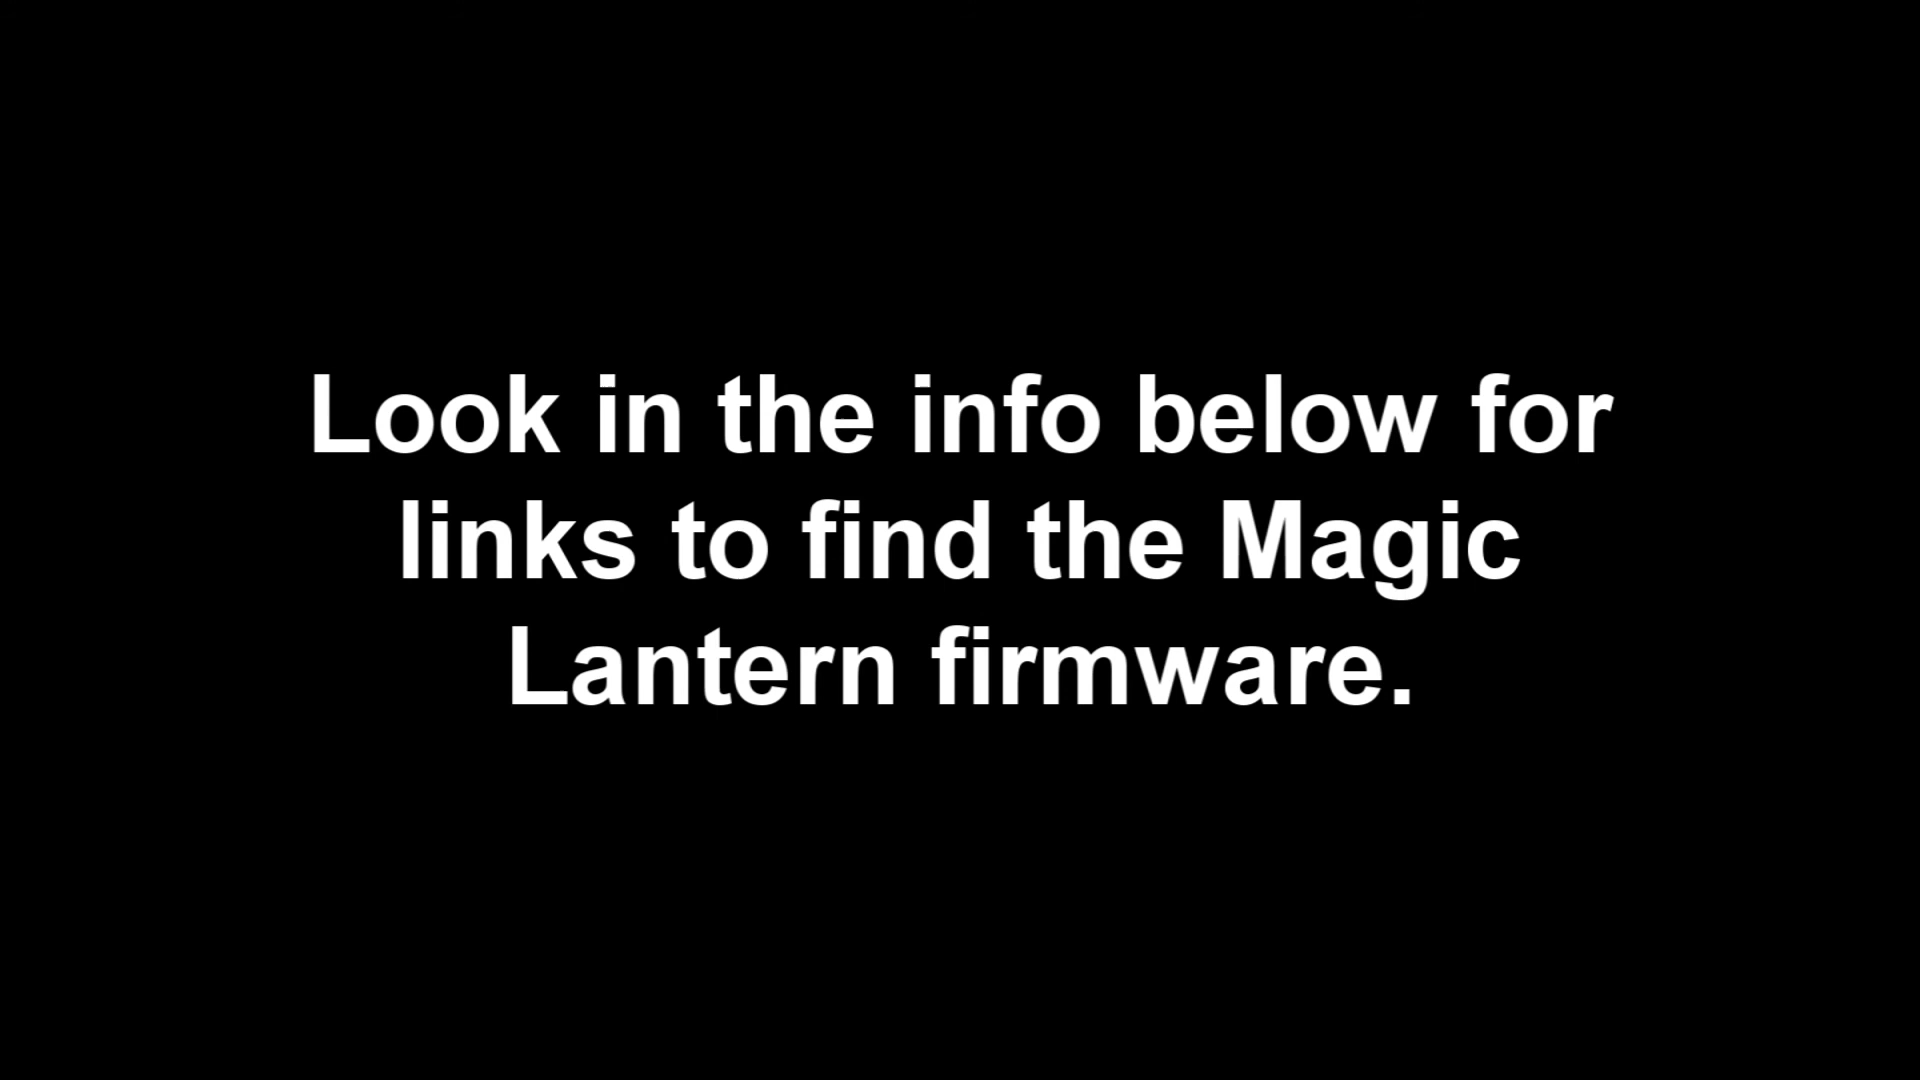 Look in the info below for
links to find the Magic
Lantern firmware.